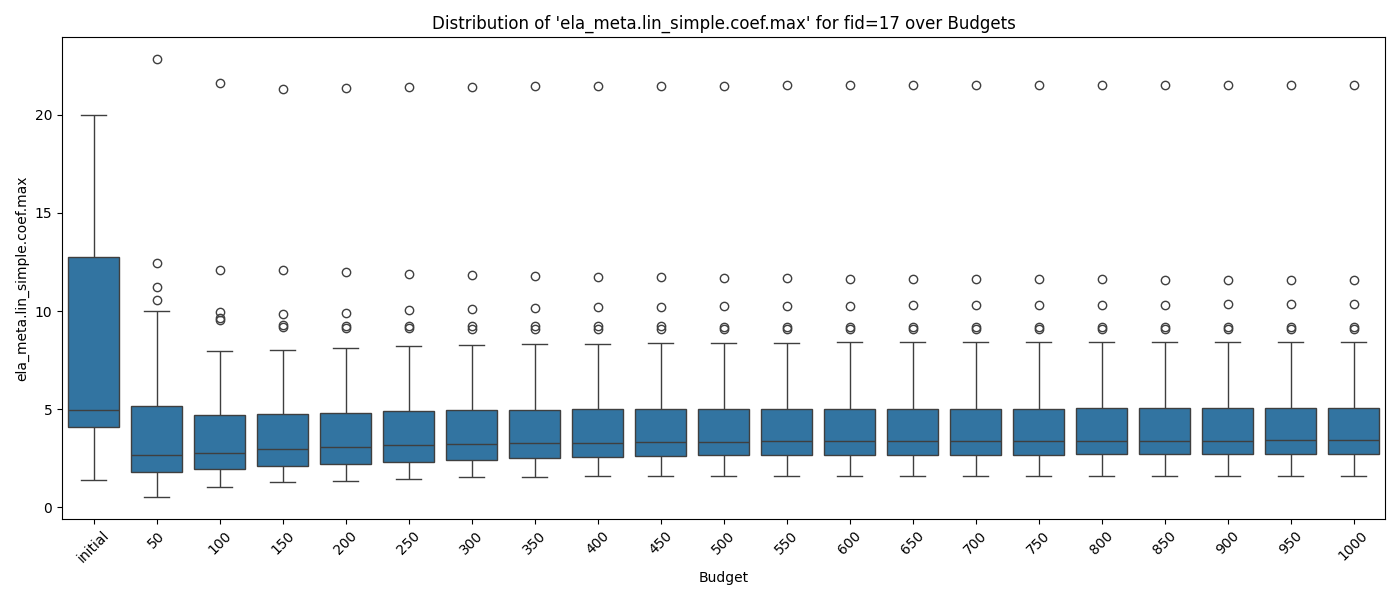 Distribution of 'ela_meta.lin_simple.coef.max' for fid=17 over Budgets
ela_meta.lin_simple.coef.max
20
15
10
5
0
initial 50 100 150 200 250 300 350 400 450 500 550 600 650 700 750 800 850 900 950 1000
Budget